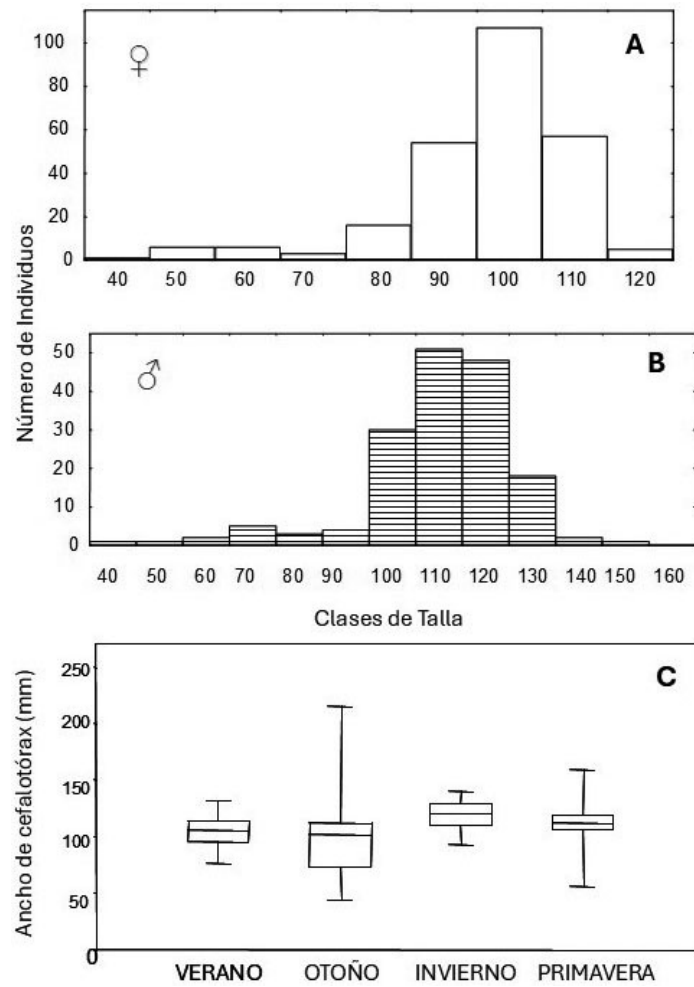 ♀
A
100
80
60
40
20
0
40 50 60 70 80 90 100 110 120
Número de Individuos
♂
B
50
40
30
20
10
0
40 50 60 70 80 90 100 110 120 130 140 150 160
Clases de Talla
C
Ancho de cefalotórax (mm)
250
200
150
100
50
0
VERANO OTOÑO INVIERNO PRIMAVERA